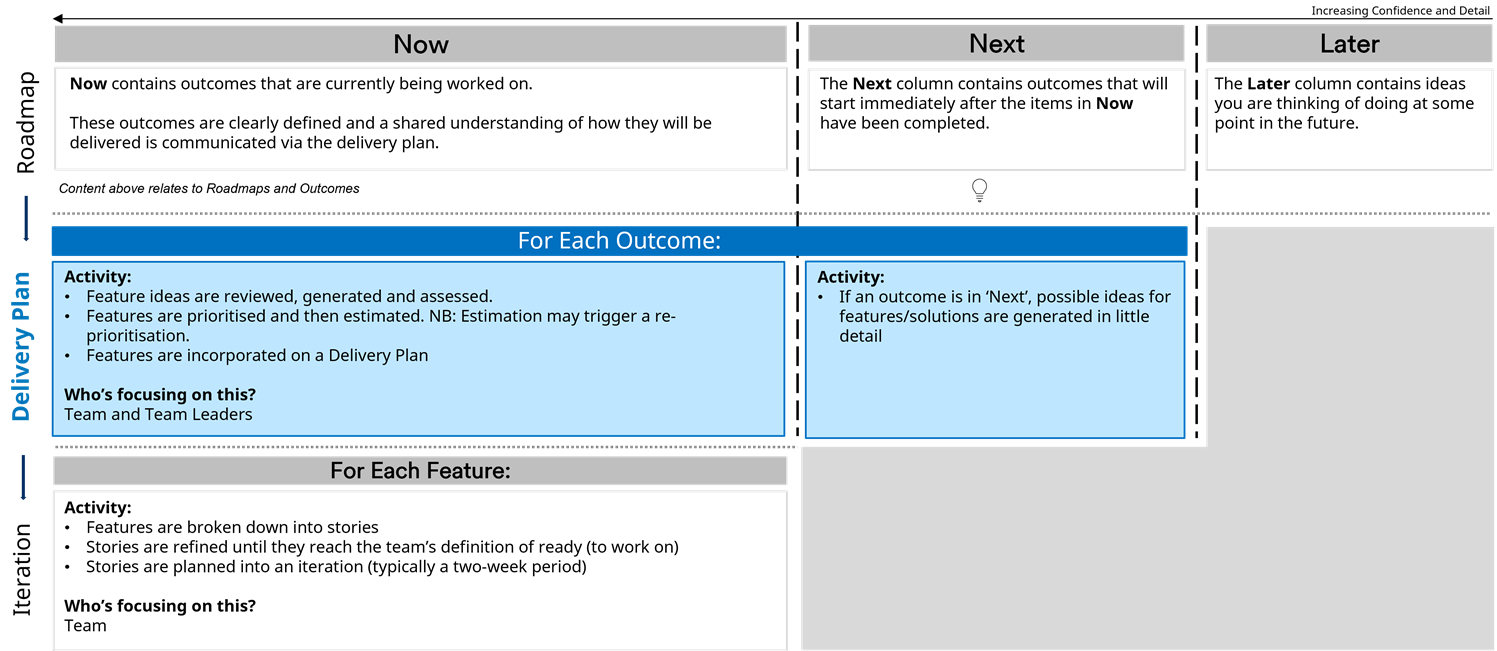 Increasing Confidence and Detail
Now
Next
Later
Roadmap
Now contains outcomes that are currently being worked on.
These outcomes are clearly defined and a shared understanding of how they will be
delivered is communicated via the delivery plan.
The Next column contains outcomes that will
start immediately after the items in Now
have been completed.
The Later column contains ideas
you are thinking of doing at some
point in the future.
Content above relates to Roadmaps and Outcomes
For Each Outcome:
Delivery Plan
Activity:
• Feature ideas are reviewed, generated and assessed.
• Features are prioritised and then estimated. NB: Estimation may trigger a re-
prioritisation.
• Features are incorporated on a Delivery Plan
Who’s focusing on this?
Team and Team Leaders
Activity:
• If an outcome is in ‘Next’, possible ideas for
features/solutions are generated in little
detail
For Each Feature:
Iteration
Activity:
• Features are broken down into stories
• Stories are refined until they reach the team’s definition of ready (to work on)
• Stories are planned into an iteration (typically a two-week period)
Who’s focusing on this?
Team